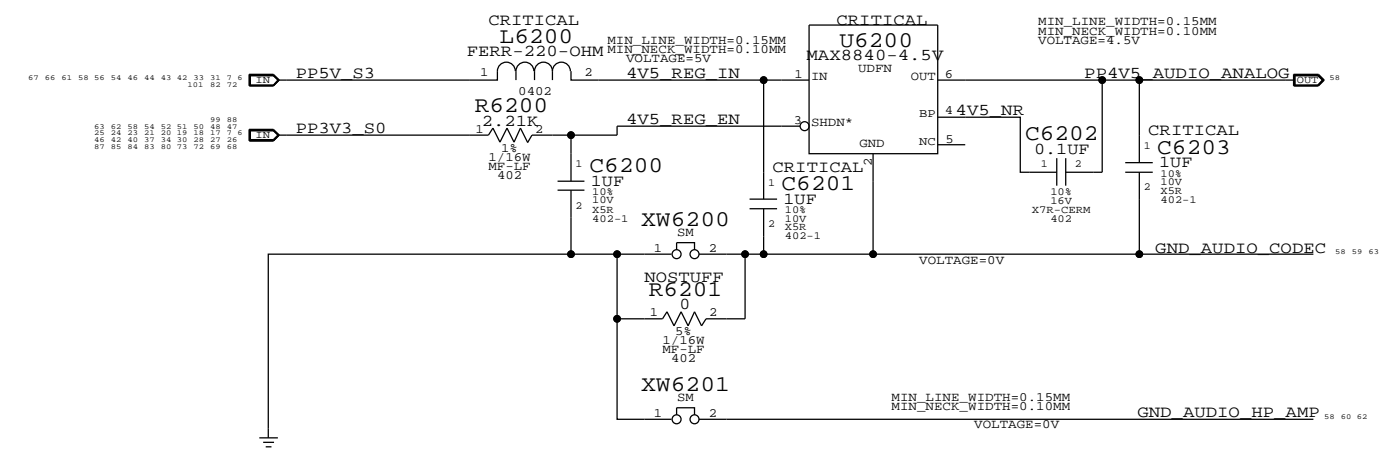 CRITICAL
L6200
FERR-220-OHM
1 2
0402
MIN_LINE_WIDTH=0.15MM
MIN_NECK_WIDTH=0.10MM
VOLTAGE=5V
CRITICAL
U6200
MAX8840-4.5V
UDFN
MIN_LINE_WIDTH=0.15MM
MIN_NECK_WIDTH=0.10MM
VOLTAGE=4.5V
67 66 61 58 56 54 46 44 43 42 33 31 7 6
101 82 72
IN
PP5V_S3
4V5_REG_IN
1 IN
OUT 6
PP4V5_AUDIO_ANALOG
OUT
58
R6200
2.21K
1 2
1%
1/16W
MF-LF
402
99 88
63 62 58 54 52 51 50 48 47
25 24 23 21 20 19 18 17 7 6
46 42 40 37 34 30 28 27 26
87 85 84 83 80 73 72 69 68
IN
PP3V3_S0
4V5_REG_EN
3 SHDN*
BP 4
4V5_NR
NC 5
GND
2
C6202
0.1UF
1 2
10%
16V
X7R-CERM
402
CRITICAL
C6203
1
1UF
10%
10V
2
X5R
402-1
1
C6200
1UF
10%
10V
2
X5R
402-1
CRITICAL
1
C6201
1UF
10%
10V
2
X5R
402-1
XW6200
SM
1 2
VOLTAGE=0V
GND_AUDIO_CODEC
58 59 63
NOSTUFF
R6201
0
1 2
5%
1/16W
MF-LF
402
XW6201
SM
1 2
MIN_LINE_WIDTH=0.15MM
MIN_NECK_WIDTH=0.10MM
VOLTAGE=0V
GND_AUDIO_HP_AMP
58 60 62